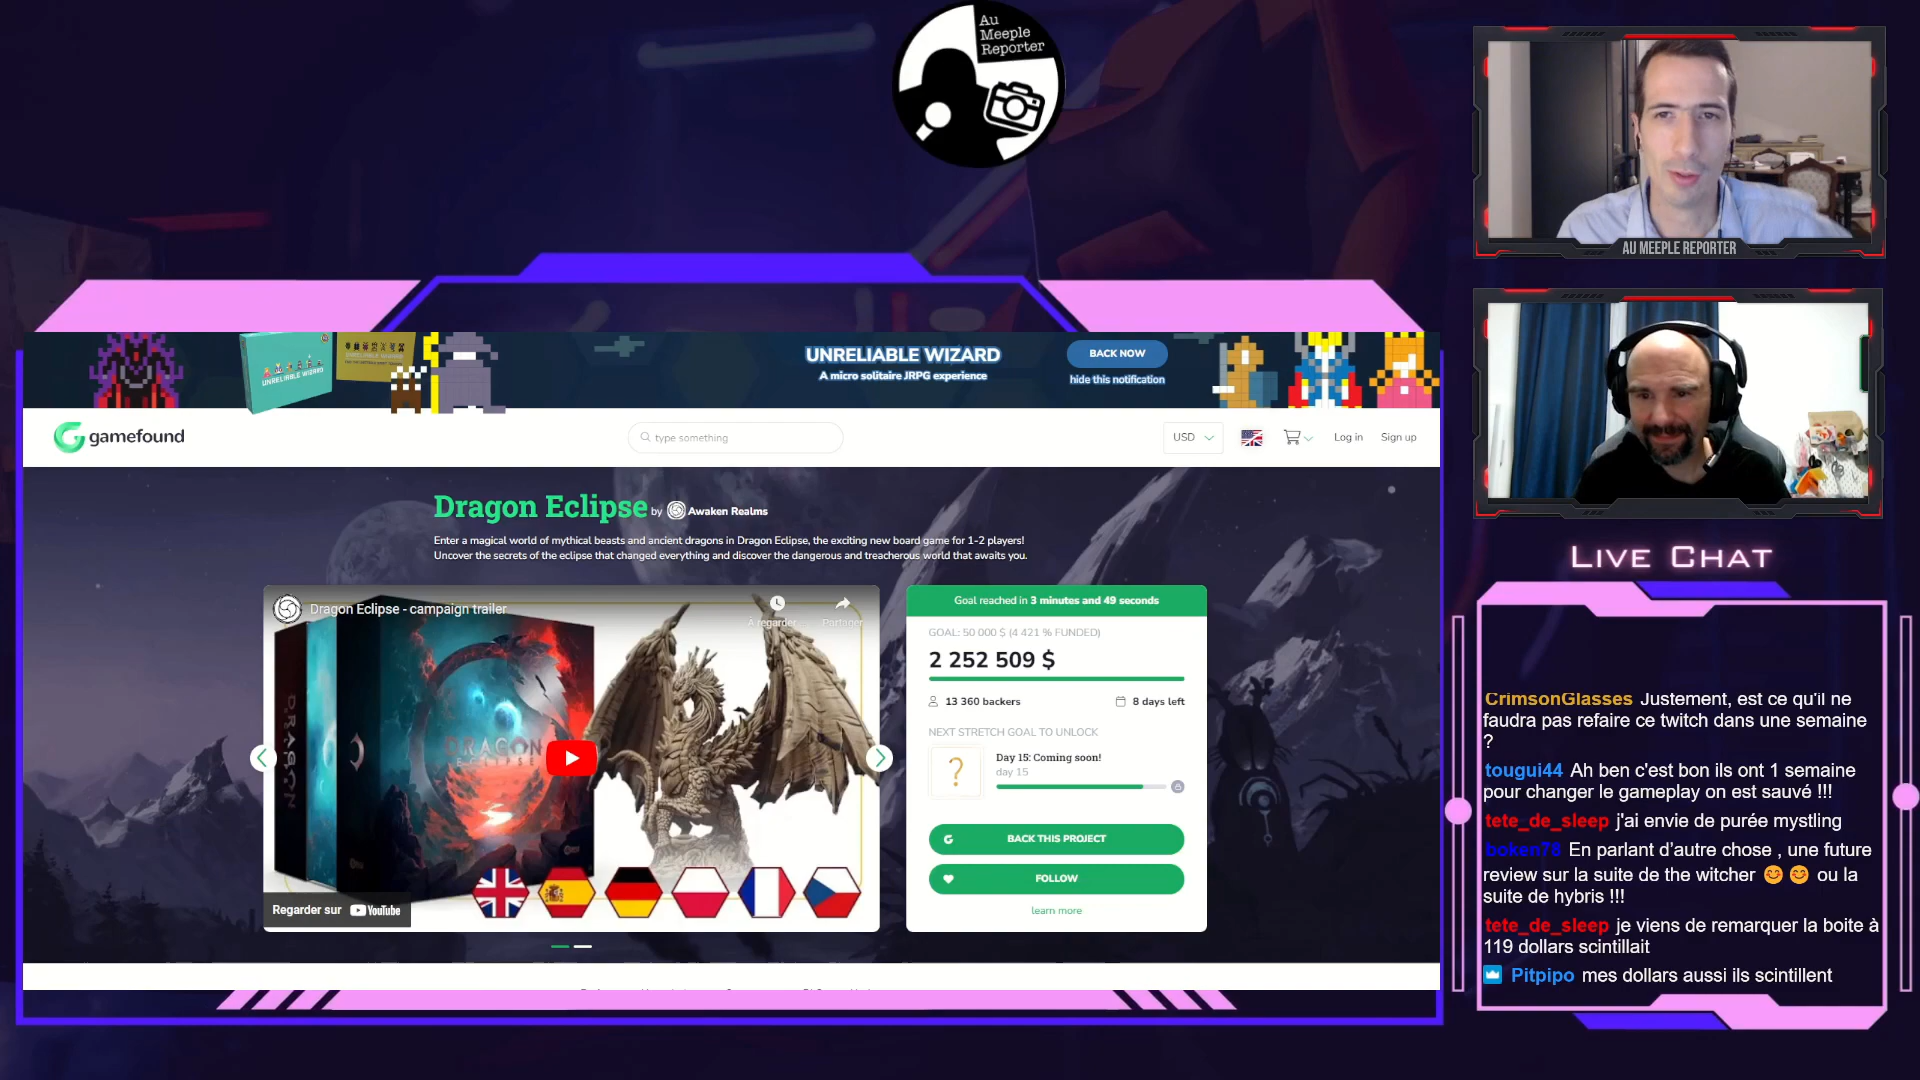 Au
Meeple
Reporter
AU MEEPLE REPORTER
UNRELIABLE WIZARD
UNRELIABLE WIZARD
A micro solitaire JRPG experience
BACK NOW
hide this notification
gamefound
type something
USD
Log in
Sign up
Dragon Eclipse by Awaken Realms
Enter a magical world of mythical beasts and ancient dragons in Dragon Eclipse, the exciting new board game for 1-2 players!
Uncover the secrets of the eclipse that changed everything and discover the dangerous and treacherous world that awaits you.
Dragon Eclipse - campaign trailer
À regarder
Partager
DRAGON
DRAGON
ECLIPSE
Regarder sur YouTube
Goal reached in 3 minutes and 49 seconds
GOAL: 50 000 $ (4 421 % FUNDED)
2 252 509 $
13 360 backers
8 days left
NEXT STRETCH GOAL TO UNLOCK
?
Day 15: Coming soon!
day 15
BACK THIS PROJECT
FOLLOW
learn more
LIVE CHAT
CrimsonGlasses Justement, est ce qu'il ne
faudra pas refaire ce twitch dans une semaine
?
tougui44 Ah ben c'est bon ils ont 1 semaine
pour changer le gameplay on est sauvé !!!
tete_de_sleep j'ai envie de purée mystling
boken78 En parlant d'autre chose , une future
review sur la suite de the witcher 😊 😊 ou la
suite de hybris !!!
tete_de_sleep je viens de remarquer la boite à
119 dollars scintillait
Pitpipo mes dollars aussi ils scintillent